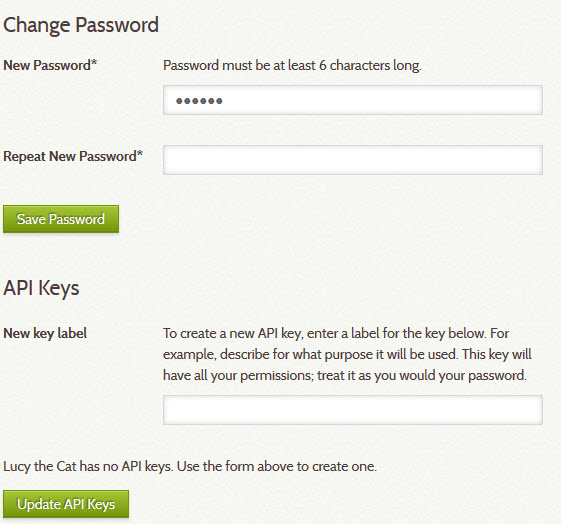 Change Password
New Password*
Password must be at least 6 characters long.
••••••
Repeat New Password*
Save Password
API Keys
New key label
To create a new API key, enter a label for the key below. For
example, describe for what purpose it will be used. This key will
have all your permissions; treat it as you would your password.
Lucy the Cat has no API keys. Use the form above to create one.
Update API Keys